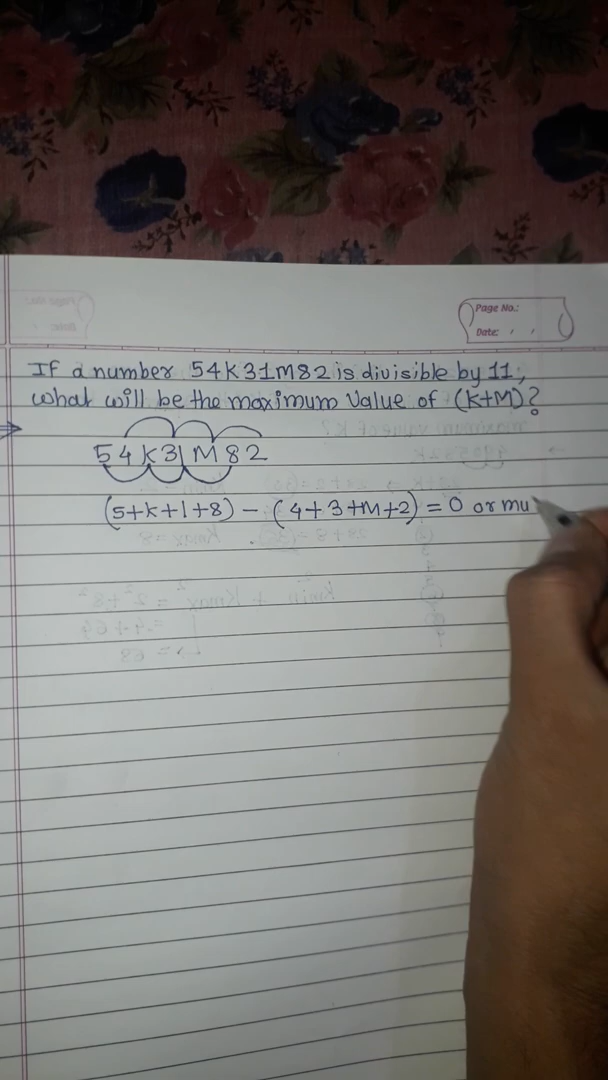 Page No.:
Date: / /
If a number 54K31M82 is divisible by 11,
what will be the maximum value of (K+M)?
54K31M82
(5+K+1+8) - (4+3+M+2) = 0 or mu